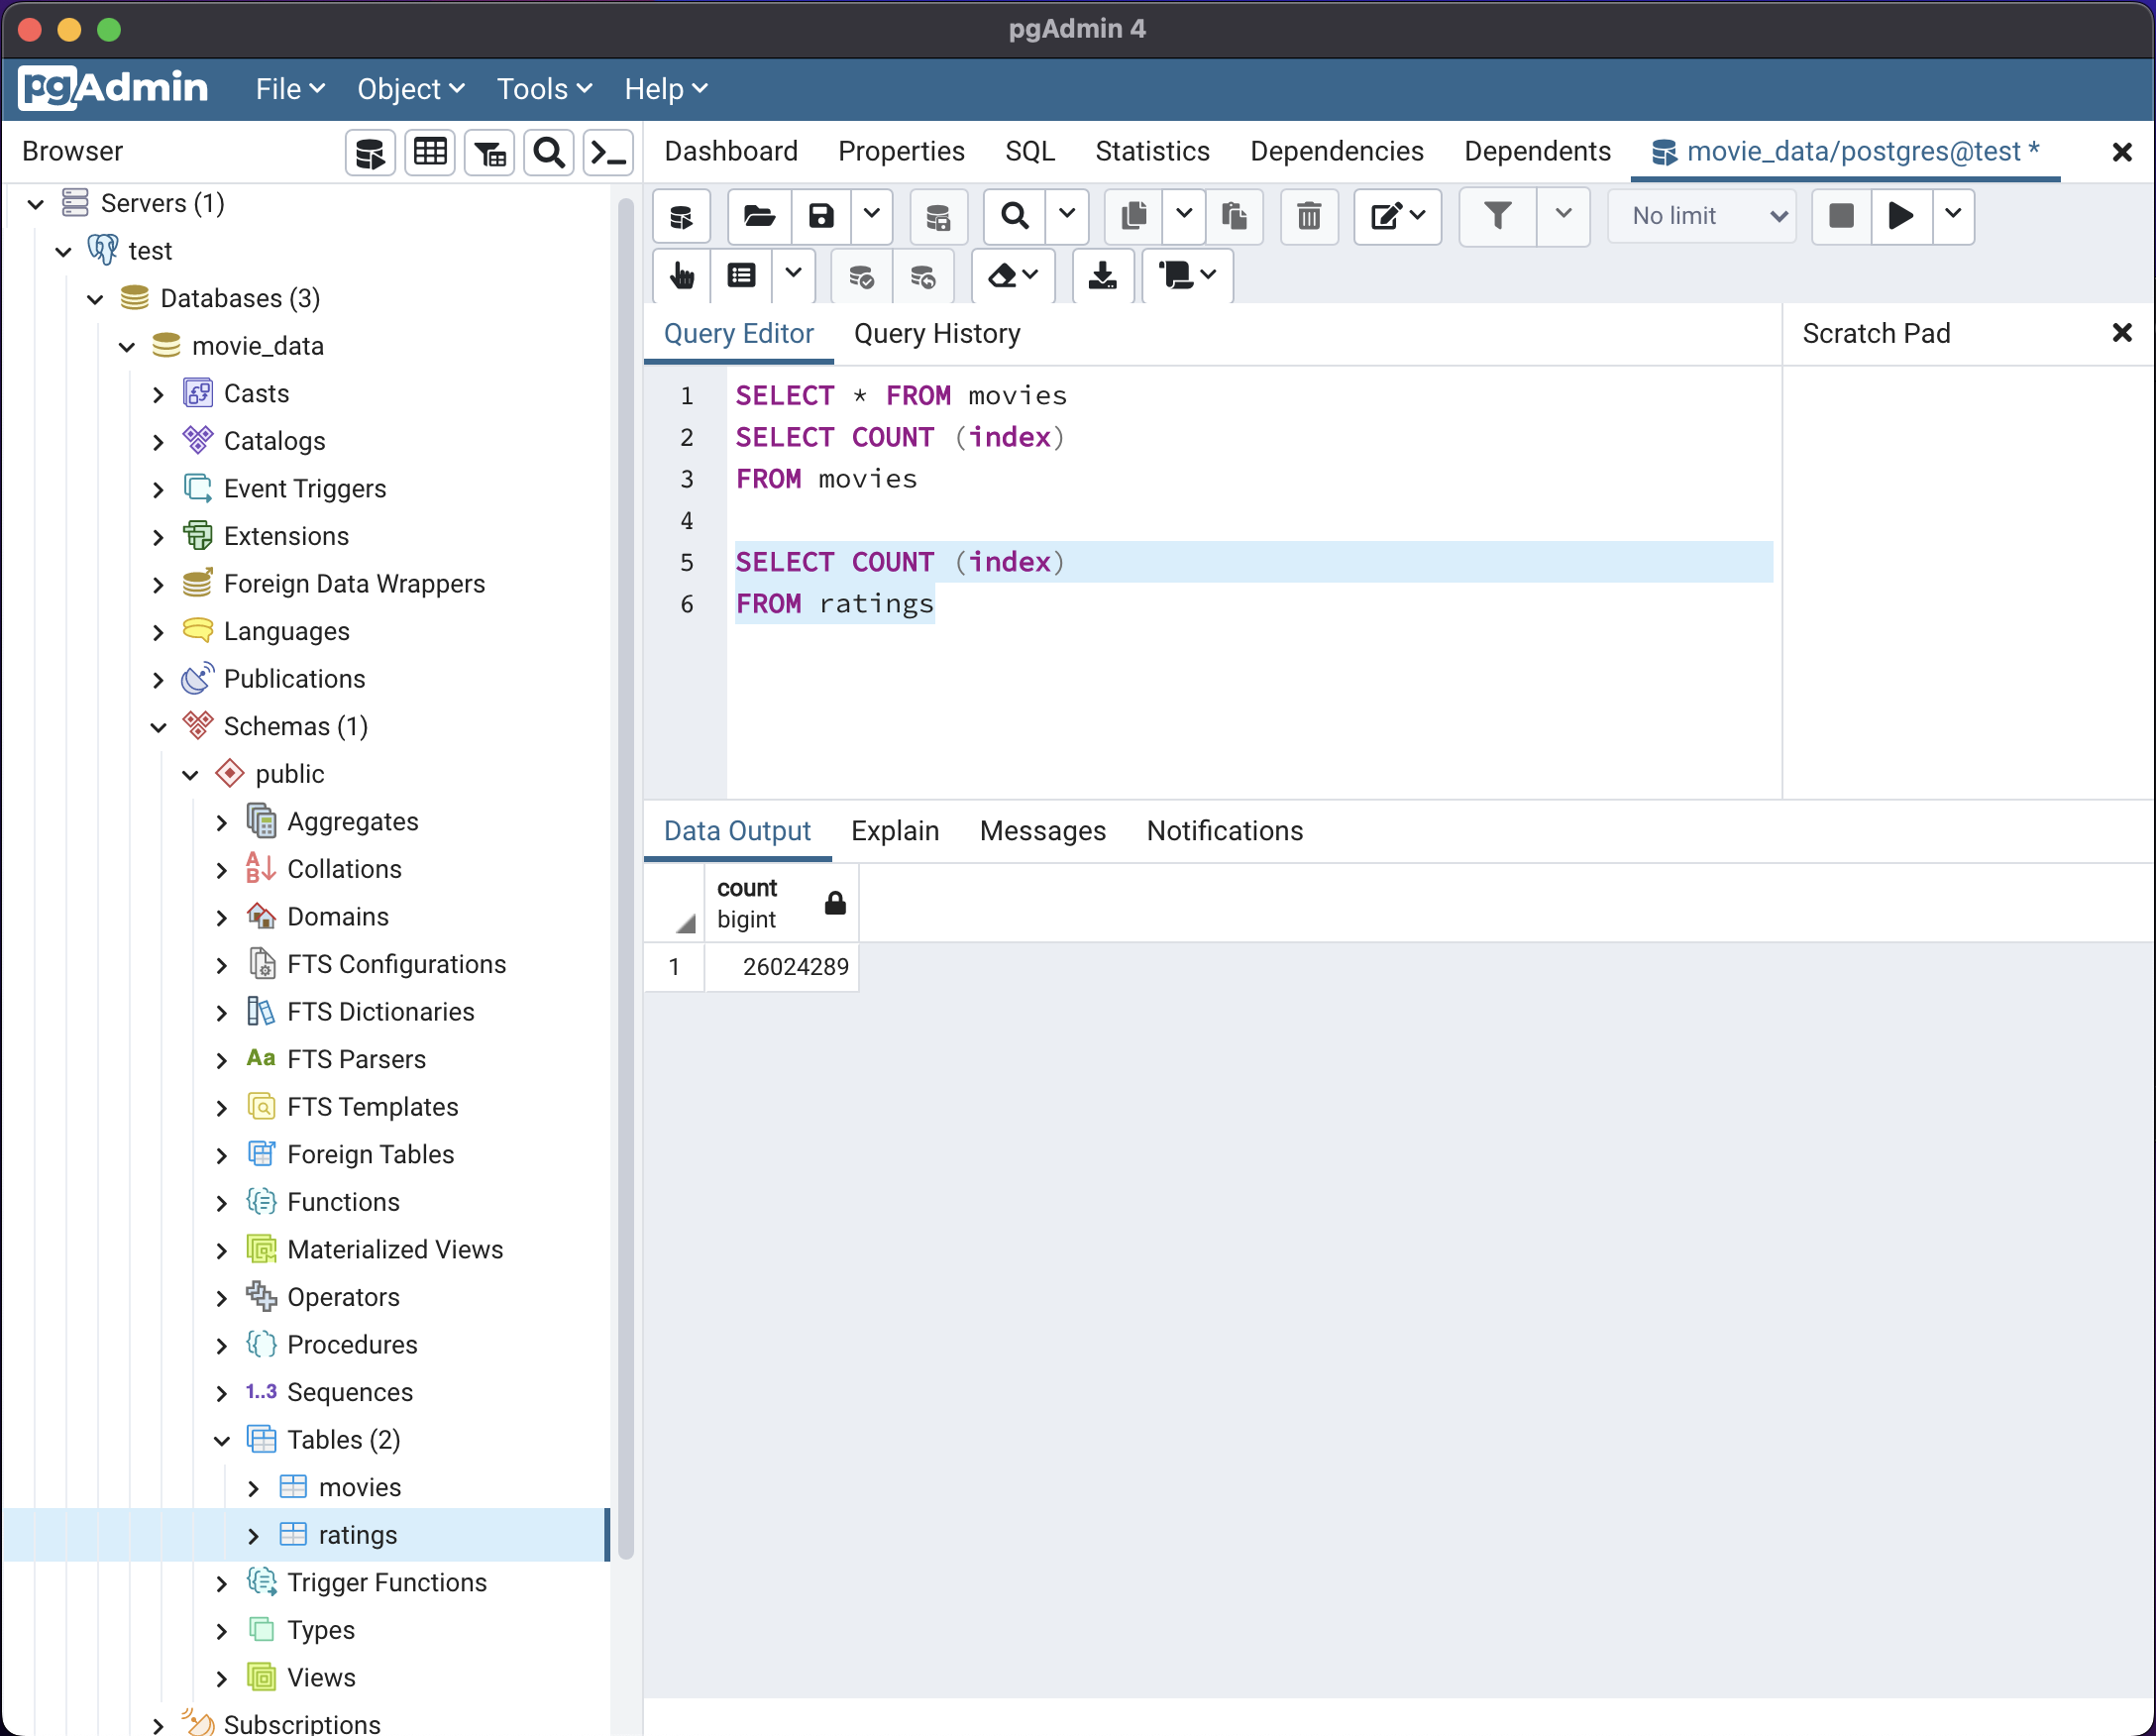 pgAdmin 4
pgAdmin File Object Tools Help
Browser
Dashboard Properties SQL Statistics Dependencies Dependents movie_data/postgres@test *
No limit
Servers (1)
test
Databases (3)
movie_data
Casts
Catalogs
Event Triggers
Extensions
Foreign Data Wrappers
Languages
Publications
Schemas (1)
public
Aggregates
Collations
Domains
FTS Configurations
FTS Dictionaries
Aa FTS Parsers
FTS Templates
Foreign Tables
Functions
Materialized Views
Operators
Procedures
1..3 Sequences
Tables (2)
movies
ratings
Trigger Functions
Types
Views
Subscriptions
Query Editor Query History
Scratch Pad
1 SELECT * FROM movies
2 SELECT COUNT (index)
3 FROM movies
4
5 SELECT COUNT (index)
6 FROM ratings
Data Output Explain Messages Notifications
count
bigint
1 26024289